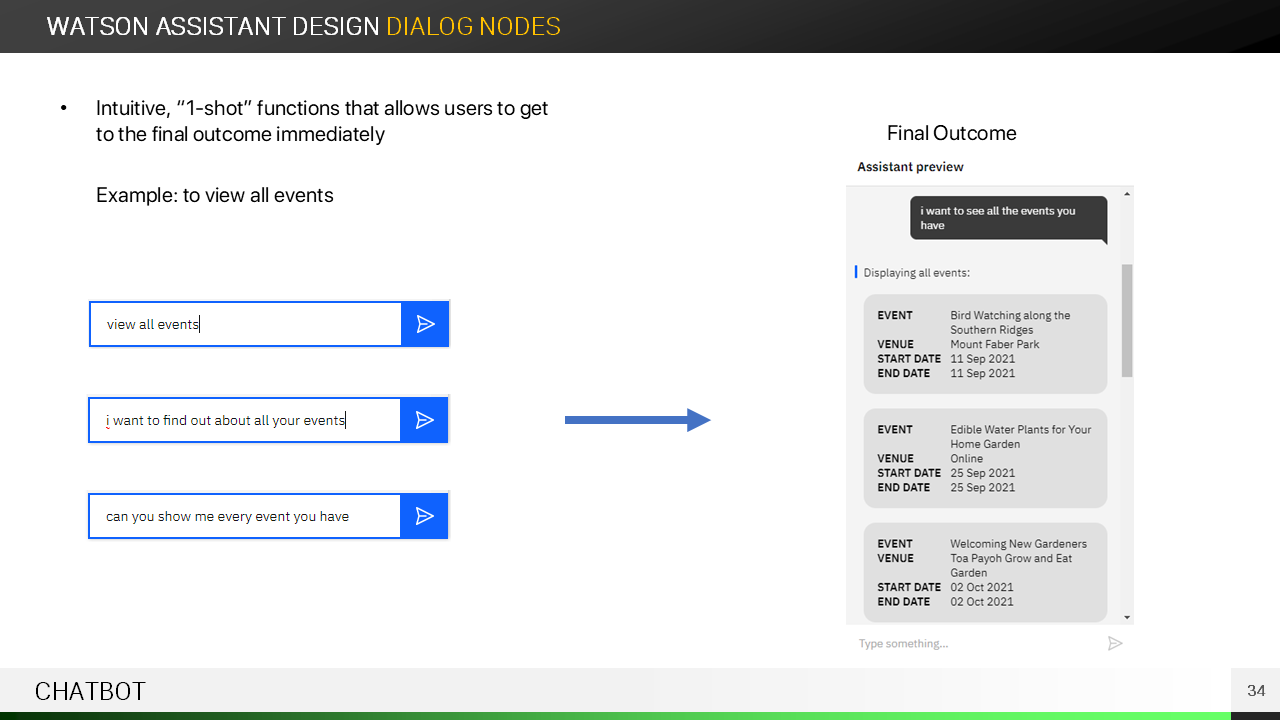 WATSON ASSISTANT DESIGN DIALOG NODES
• Intuitive, “1-shot” functions that allows users to get
to the final outcome immediately
Example: to view all events
view all events
i want to find out about all your events
can you show me every event you have
Final Outcome
Assistant preview
i want to see all the events you
have
Displaying all events:
EVENT Bird Watching along the
Southern Ridges
VENUE Mount Faber Park
START DATE 11 Sep 2021
END DATE 11 Sep 2021
EVENT Edible Water Plants for Your
Home Garden
VENUE Online
START DATE 25 Sep 2021
END DATE 25 Sep 2021
EVENT Welcoming New Gardeners
VENUE Toa Payoh Grow and Eat
Garden
START DATE 02 Oct 2021
END DATE 02 Oct 2021
Type something...
CHATBOT
34